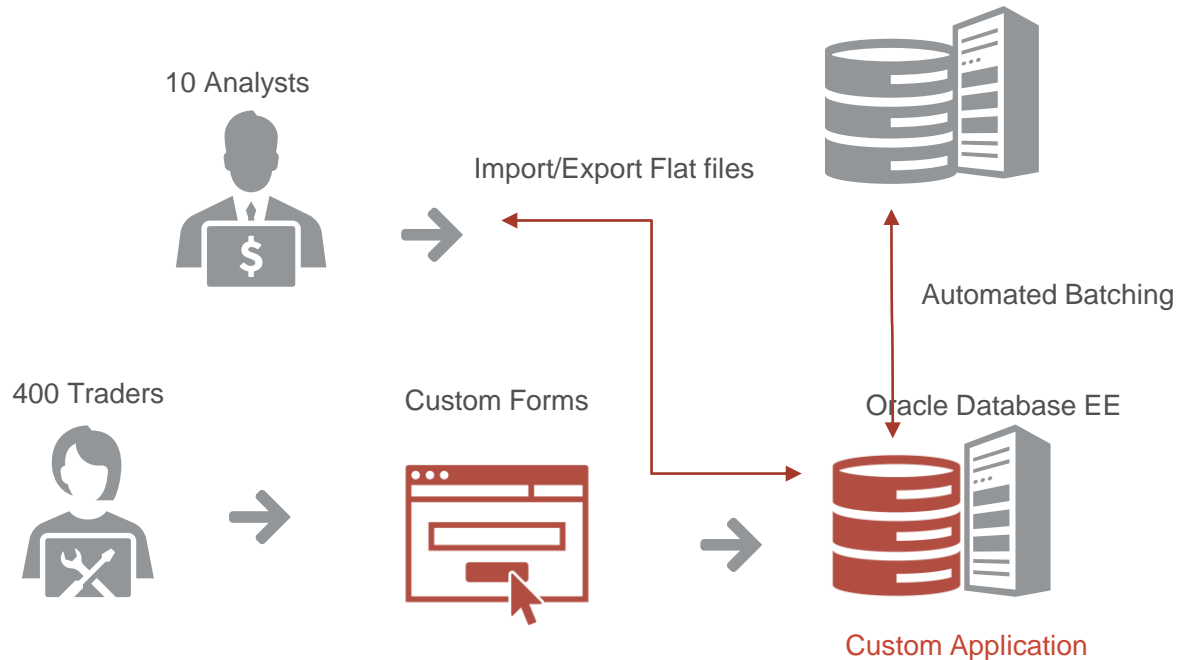 10 Analysts
$
Import/Export Flat files
Automated Batching
400 Traders
Custom Forms
Oracle Database EE
Custom Application